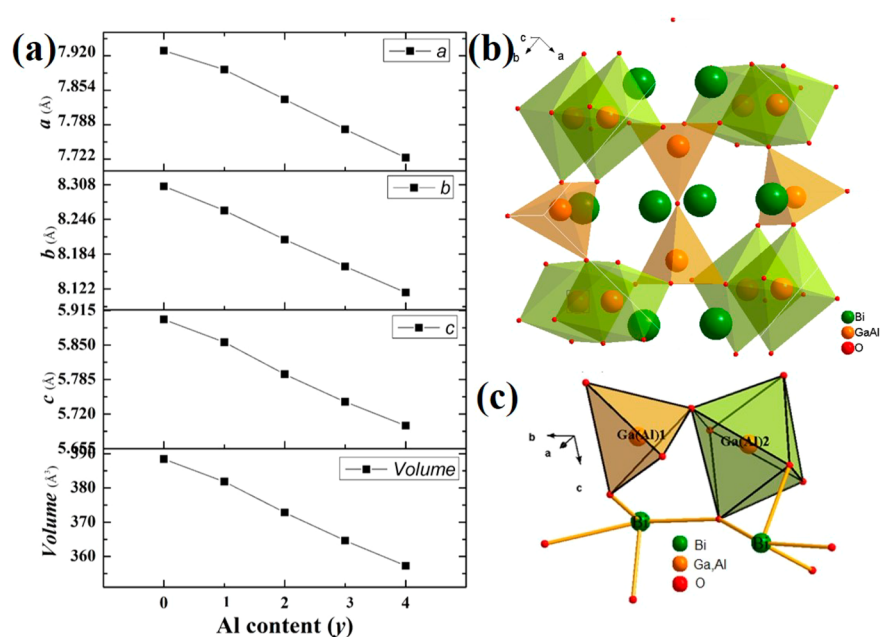 (a)
7.920
7.854
7.788
7.722
a (Å)
a
8.308
8.246
8.184
8.122
b (Å)
b
5.915
5.850
5.785
5.720
5.655
c (Å)
c
390
380
370
360
Volume (Å³)
Volume
0 1 2 3 4
Al content (y)
(b)
c
b a
Bi
GaAl
O
(c)
Ga(Al)1 Ga(Al)2
b
a
c
Bi Bi
Bi
Ga,Al
O